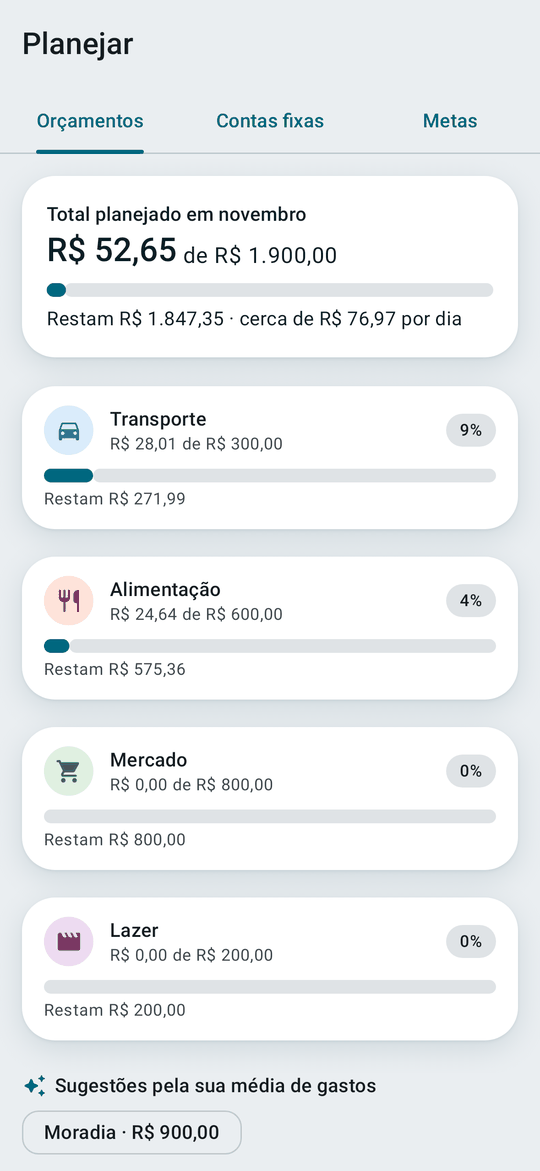 Planejar
Orçamentos
Contas fixas
Metas
Total planejado em novembro
R$ 52,65 de R$ 1.900,00
Restam R$ 1.847,35 · cerca de R$ 76,97 por dia
Transporte
R$ 28,01 de R$ 300,00
9%
Restam R$ 271,99
Alimentação
R$ 24,64 de R$ 600,00
4%
Restam R$ 575,36
Mercado
R$ 0,00 de R$ 800,00
0%
Restam R$ 800,00
Lazer
R$ 0,00 de R$ 200,00
0%
Restam R$ 200,00
Sugestões pela sua média de gastos
Moradia · R$ 900,00